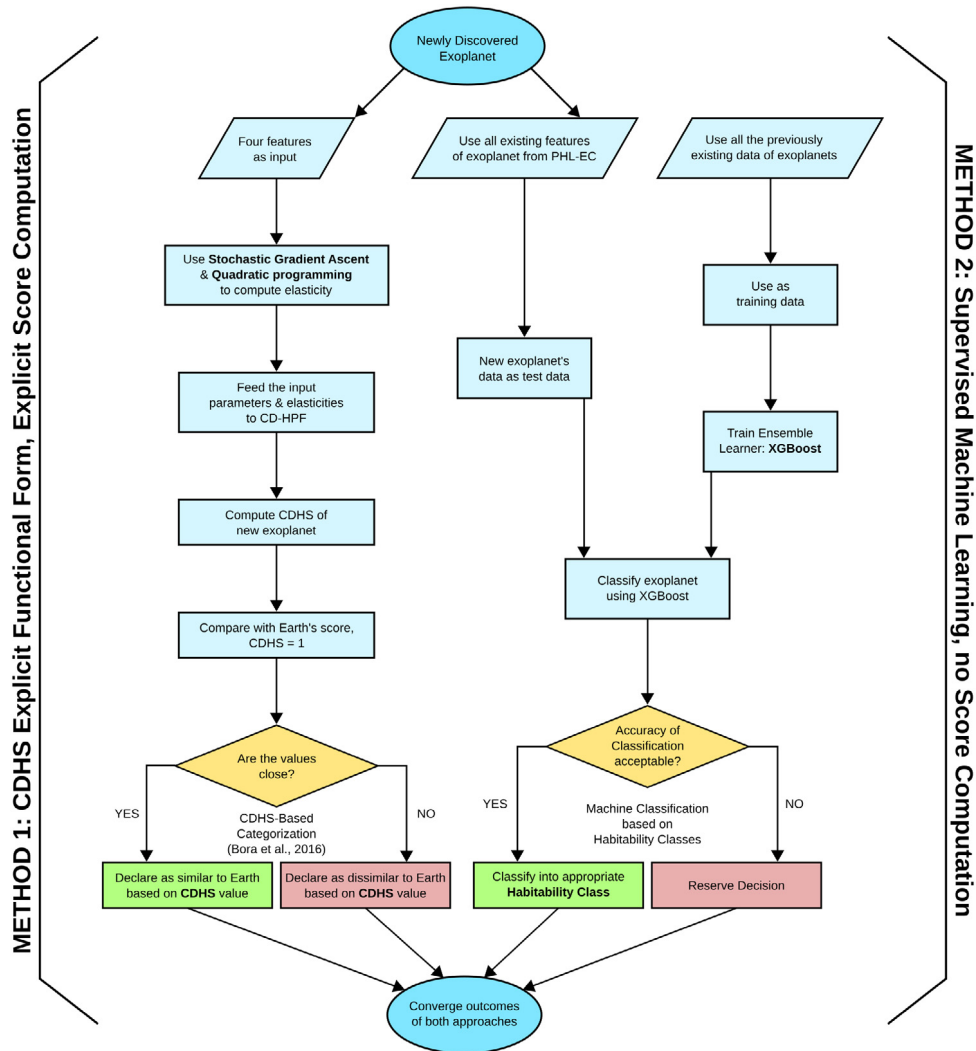 Newly Discovered
Exoplanet
METHOD 1: CDHS Explicit Functional Form, Explicit Score Computation
Four features
as input
Use Stochastic Gradient Ascent
& Quadratic programming
to compute elasticity
Feed the input
parameters & elasticities
to CD-HPF
Compute CDHS of
new exoplanet
Compare with Earth's score,
CDHS = 1
Are the values
close?
YES
NO
CDHS-Based
Categorization
(Bora et al., 2016)
Declare as similar to Earth
based on CDHS value
Declare as dissimilar to Earth
based on CDHS value
Use all existing features
of exoplanet from PHL-EC
New exoplanet's
data as test data
Use all the previously
existing data of exoplanets
Use as
training data
Train Ensemble
Learner: XGBoost
Classify exoplanet
using XGBoost
Accuracy of
Classification
acceptable?
YES
NO
Machine Classification
based on
Habitability Classes
Classify into appropriate
Habitability Class
Reserve Decision
METHOD 2: Supervised Machine Learning, no Score Computation
Converge outcomes
of both approaches